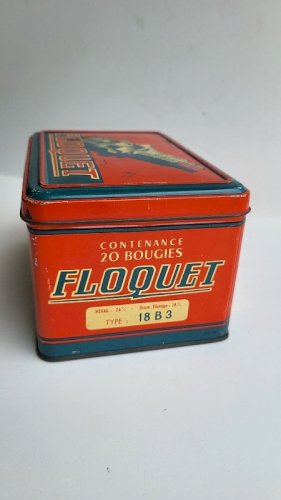 FLOQUET
CONTENANCE
20 BOUGIES
FLOQUET
TYPE: 18 B 3